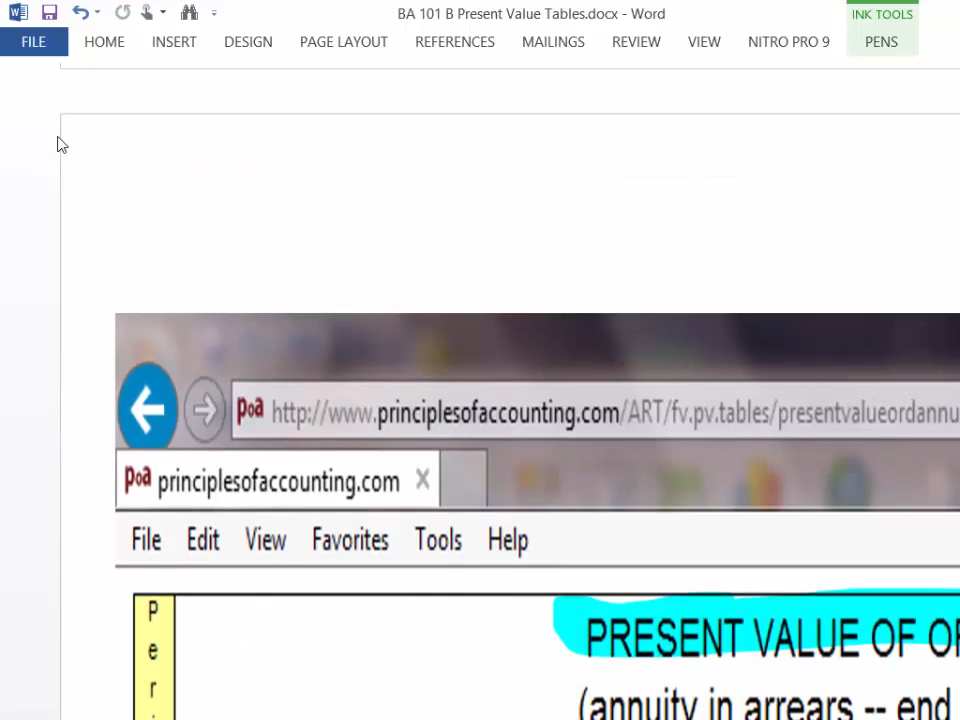 BA 101 B Present Value Tables.docx - Word
INK TOOLS
FILE HOME INSERT DESIGN PAGE LAYOUT REFERENCES MAILINGS REVIEW VIEW NITRO PRO 9 PENS
poa http://www.principlesofaccounting.com/ART/fv.pv.tables/presentvalueordannu
poa principlesofaccounting.com
File Edit View Favorites Tools Help
P
e
r
PRESENT VALUE OF
(annuity in arrears -- end